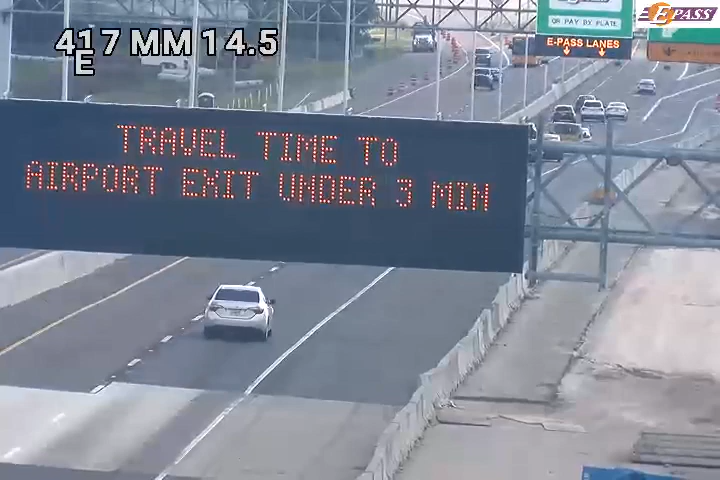 417 MM 14.5
E
E-PASS
OR PAY BY PLATE
E-PASS LANES
TRAVEL TIME TO
AIRPORT EXIT UNDER 3 MIN